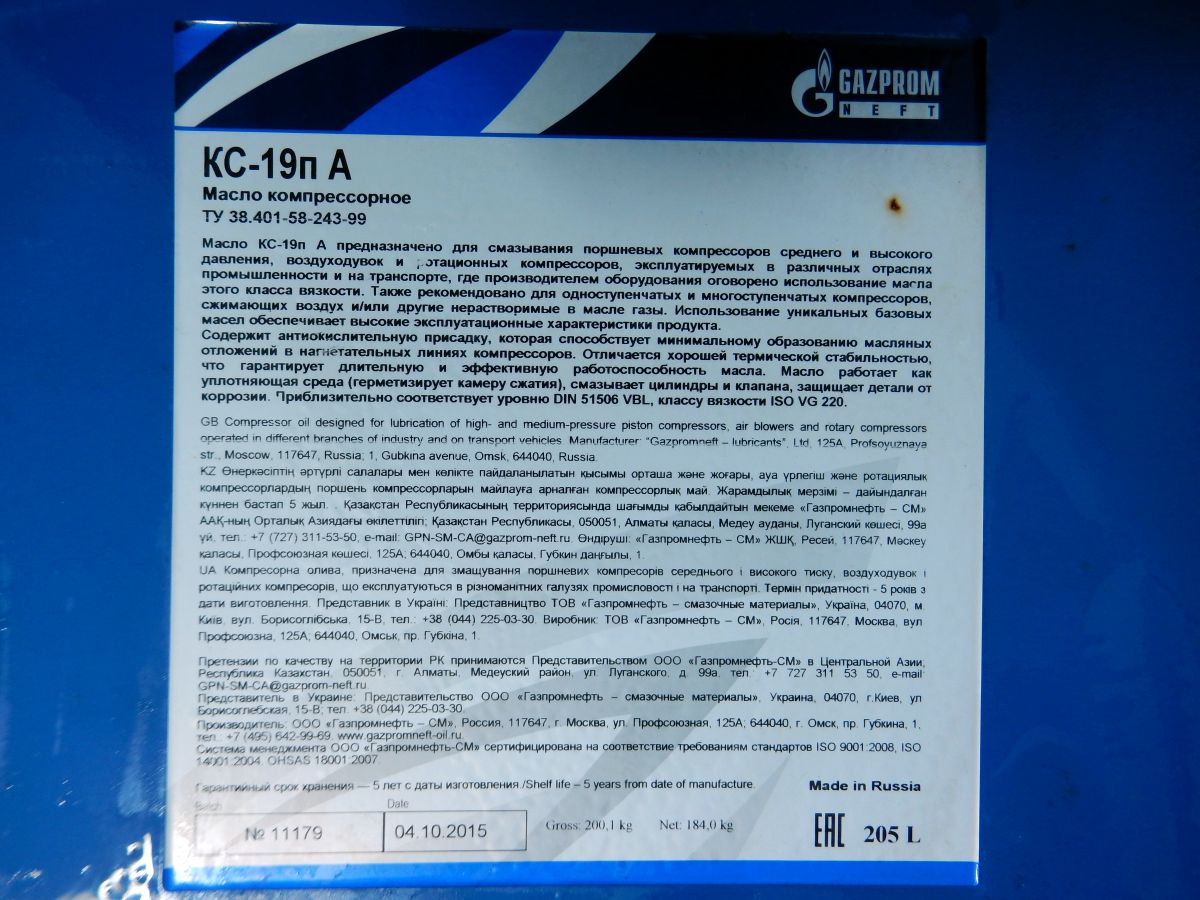 GAZPROM
NEFT
КС-19п А
Масло компрессорное
ТУ 38.401-58-243-99
Масло КС-19п А предназначено для смазывания поршневых компрессоров среднего и высокого
давления, воздуходувок и ротационных компрессоров, эксплуатируемых в различных отраслях
промышленности и на транспорте, где производителем оборудования оговорено использование масла
этого класса вязкости. Также рекомендовано для одноступенчатых и многоступенчатых компрессоров,
сжимающих воздух и/или другие нерастворимые в масле газы. Использование уникальных базовых
масел обеспечивает высокие эксплуатационные характеристики продукта.
Содержит антиокислительную присадку, которая способствует минимальному образованию масляных
отложений в нагнетательных линиях компрессоров. Отличается хорошей термической стабильностью,
что гарантирует длительную и эффективную работоспособность масла. Масло работает как
уплотняющая среда (герметизирует камеру сжатия), смазывает цилиндры и клапана, защищает детали от
коррозии. Приблизительно соответствует уровню DIN 51506 VBL, классу вязкости ISO VG 220.
GB Compressor oil designed for lubrication of high- and medium-pressure piston compressors, air blowers and rotary compressors
operated in different branches of industry and on transport vehicles. Manufacturer: "Gazpromneft – lubricants", Ltd, 125A, Profsoyuznaya
str., Moscow, 117647, Russia; 1, Gubkina avenue, Omsk, 644040, Russia.
KZ Өнеркәсіптің әртүрлі салалары мен көлікте пайдаланылатын қысымы орташа және жоғары, ауа үрлегіш және ротациялық
компрессорлардың поршень компрессорларын майлауға арналған компрессорлық май. Жарамдылық мерзімі – дайындалған
күннен бастап 5 жыл. . Қазақстан Республикасының территориясында шағымды қабылдайтын мекеме «Газпромнефть – СМ»
ААҚ-ның Орталық Азиядағы өкілеттілігі; Қазақстан Республикасы, 050051, Алматы қаласы, Медеу ауданы, Луганский көшесі, 99а
үй, тел.: +7 (727) 311-53-50, e-mail: GPN-SM-CA@gazprom-neft.ru. Өндіруші: «Газпромнефть – СМ» ЖШҚ, Ресей, 117647, Мәскеу
қаласы, Профсоюзная көшесі, 125А; 644040, Омбы қаласы, Губкин даңғылы, 1.
UA Компресорна олива, призначена для змащування поршневих компресорів середнього і високого тиску, воздуходувок і
ротаційних компресорів, що експлуатуються в різноманітних галузях промисловості і на транспорті. Термін придатності - 5 років з
дати виготовлення. Представник в Україні: Представництво ТОВ «Газпромнефть – смазочные материалы», Україна, 04070, м.
Київ, вул. Борисоглібська, 15-В, тел.: +38 (044) 225-03-30. Виробник: ТОВ «Газпромнефть – СМ», Росія, 117647, Москва, вул
Профсоюзна, 125А; 644040, Омськ, пр. Губкіна, 1.
Претензии по качеству на территории РК принимаются Представительством ООО «Газпромнефть-СМ» в Центральной Азии,
Республика Казахстан, 050051, г. Алматы, Медеуский район, ул. Луганского, д. 99а, тел.: +7 727 311 53 50, e-mail
GPN-SM-CA@gazprom-neft.ru
Представитель в Украине: Представительство ООО «Газпромнефть – смазочные материалы», Украина, 04070, г.Киев, ул
Борисоглебская, 15-В; тел. +38 (044) 225-03-30.
Производитель: ООО «Газпромнефть – СМ», Россия, 117647, г. Москва, ул. Профсоюзная, 125А; 644040, г. Омск, пр. Губкина, 1,
тел.: +7 (495) 642-99-69. www.gazpromneft-oil.ru.
Система менеджмента ООО «Газпромнефть-СМ» сертифицирована на соответствие требованиям стандартов ISO 9001:2008, ISO
14001:2004, OHSAS 18001:2007.
Гарантийный срок хранения — 5 лет с даты изготовления /Shelf life – 5 years from date of manufacture.
Made in Russia
Batch
Date
№ 11179
04.10.2015
Gross: 200,1 kg Net: 184,0 kg
EAC
205 L